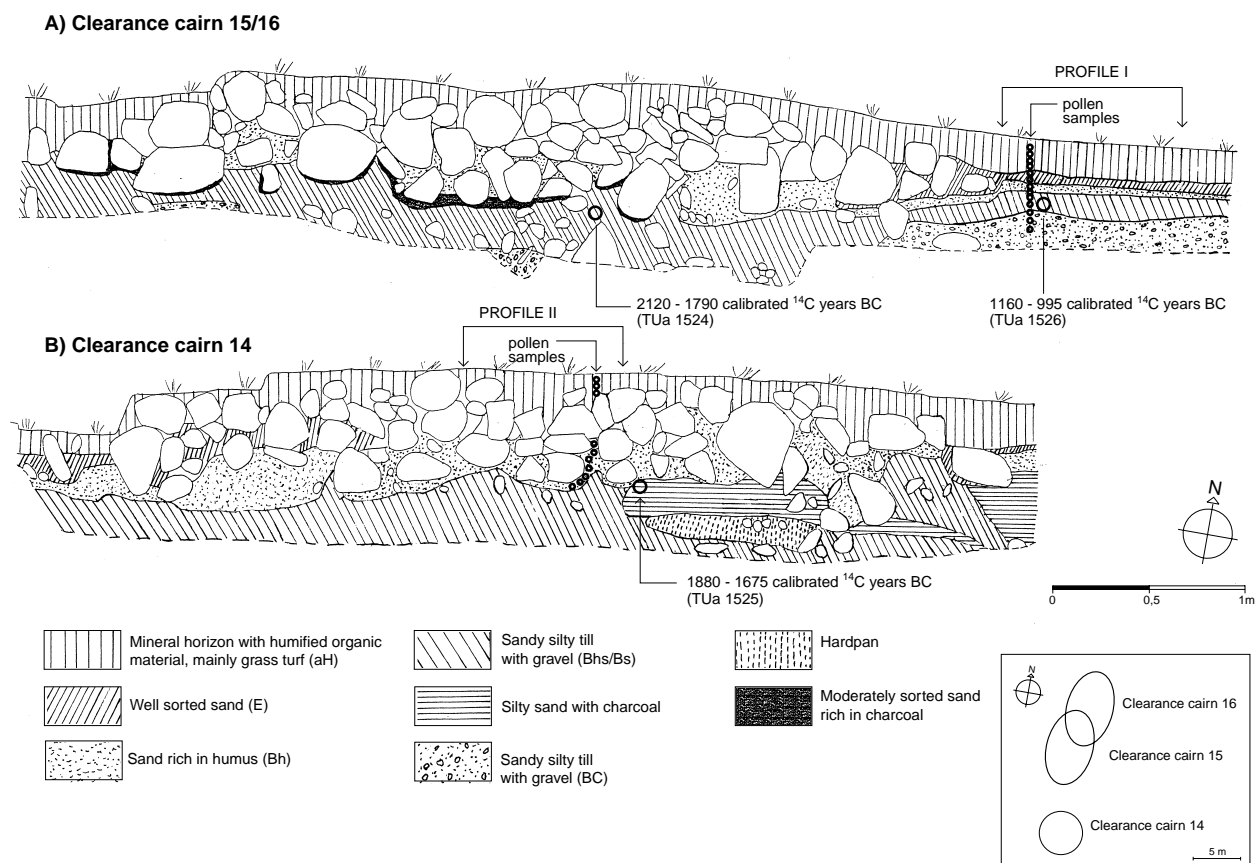 A) Clearance cairn 15/16
PROFILE I
pollen
samples
2120 - 1790 calibrated ¹⁴C years BC
(TUa 1524)
1160 - 995 calibrated ¹⁴C years BC
(TUa 1526)
PROFILE II
B) Clearance cairn 14
pollen
samples
1880 - 1675 calibrated ¹⁴C years BC
(TUa 1525)
N
0
0,5
1m
Mineral horizon with humified organic
material, mainly grass turf (aH)
Well sorted sand (E)
Sand rich in humus (Bh)
Sandy silty till
with gravel (Bhs/Bs)
Silty sand with charcoal
Sandy silty till
with gravel (BC)
Hardpan
Moderately sorted sand
rich in charcoal
N
Clearance cairn 16
Clearance cairn 15
Clearance cairn 14
5 m